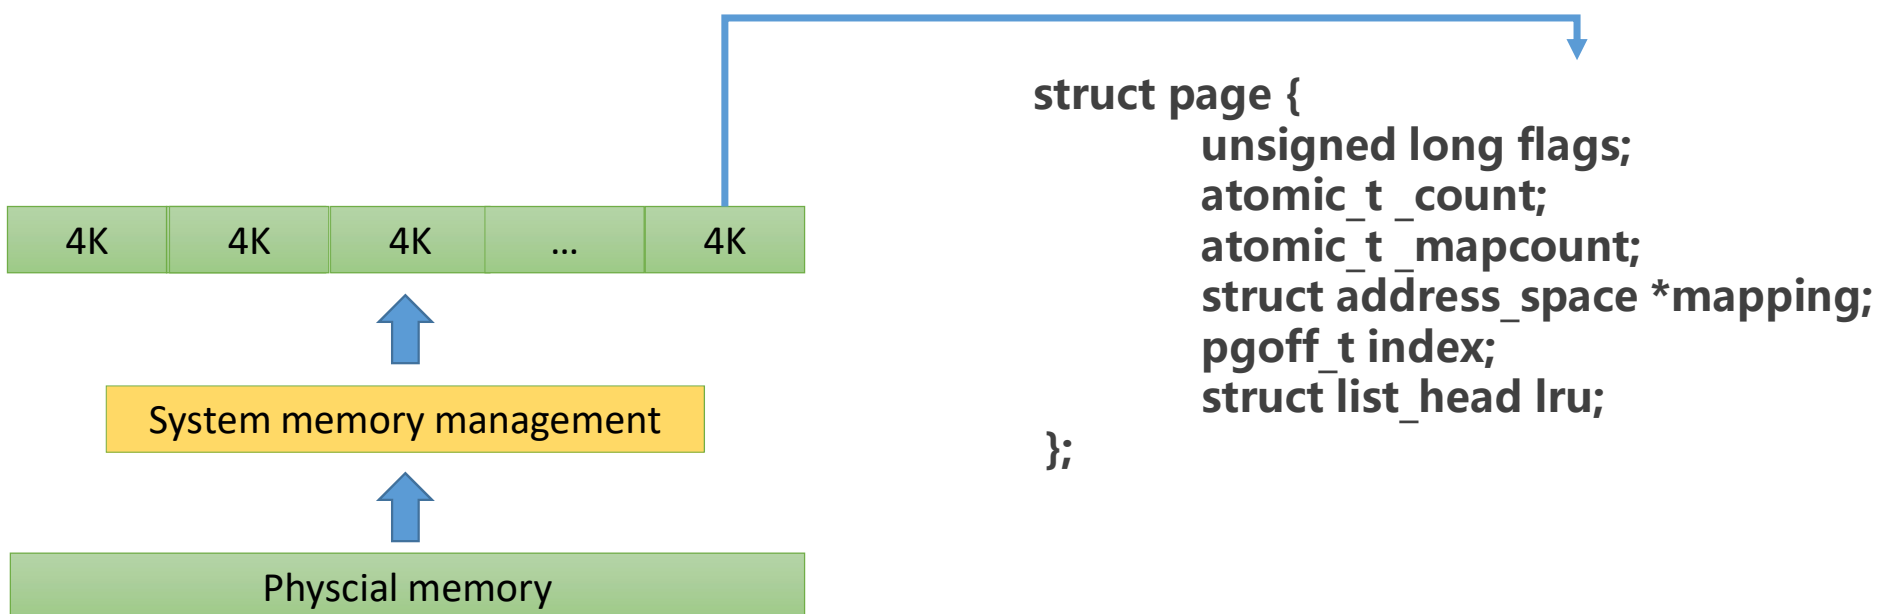 struct page {
unsigned long flags;
atomic_t _count;
atomic_t _mapcount;
struct address_space *mapping;
pgoff_t index;
struct list_head lru;
};
4K 4K 4K ... 4K
System memory management
Physcial memory